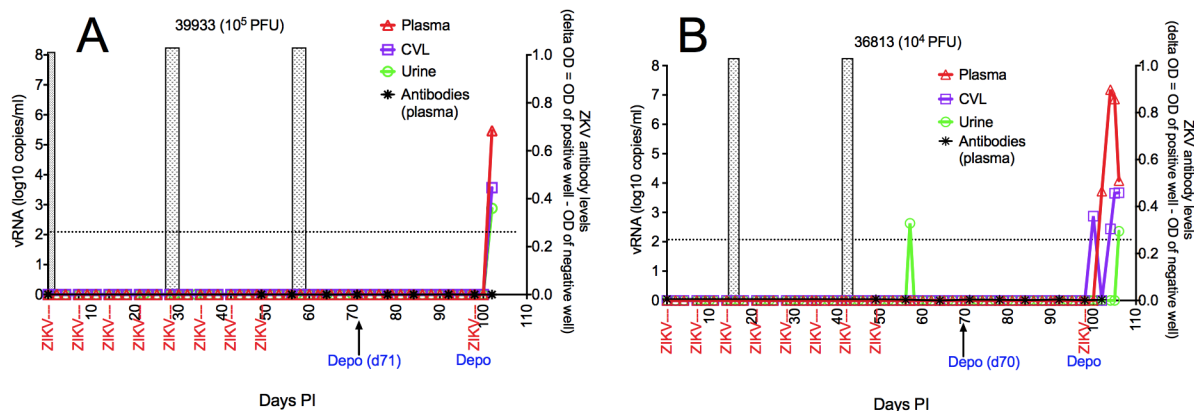 A
39933 (10⁵ PFU)
Plasma
CVL
Urine
Antibodies
(plasma)
vRNA (log10 copies/ml)
8
7
6
5
4
3
2
1
0
1.0
0.8
0.6
0.4
0.2
0.0
ZKV antibody levels
(delta OD = OD of positive well - OD of negative well)
10
20
30
40
50
60
70
80
90
100
110
ZIKV---
ZIKV---
ZIKV---
ZIKV---
ZIKV---
ZIKV---
ZIKV---
ZIKV---
ZIKV---
Depo (d71)
Depo
Days PI
B
36813 (10⁴ PFU)
Plasma
CVL
Urine
Antibodies
(plasma)
vRNA (log10 copies/ml)
8
7
6
5
4
3
2
1
0
1.0
0.8
0.6
0.4
0.2
0.0
ZKV antibody levels
(delta OD = OD of positive well - OD of negative well)
10
20
30
40
50
60
70
80
90
100
110
ZIKV---
ZIKV---
ZIKV---
ZIKV---
ZIKV---
ZIKV---
ZIKV---
ZIKV---
ZIKV
Depo (d70)
Depo
Days PI